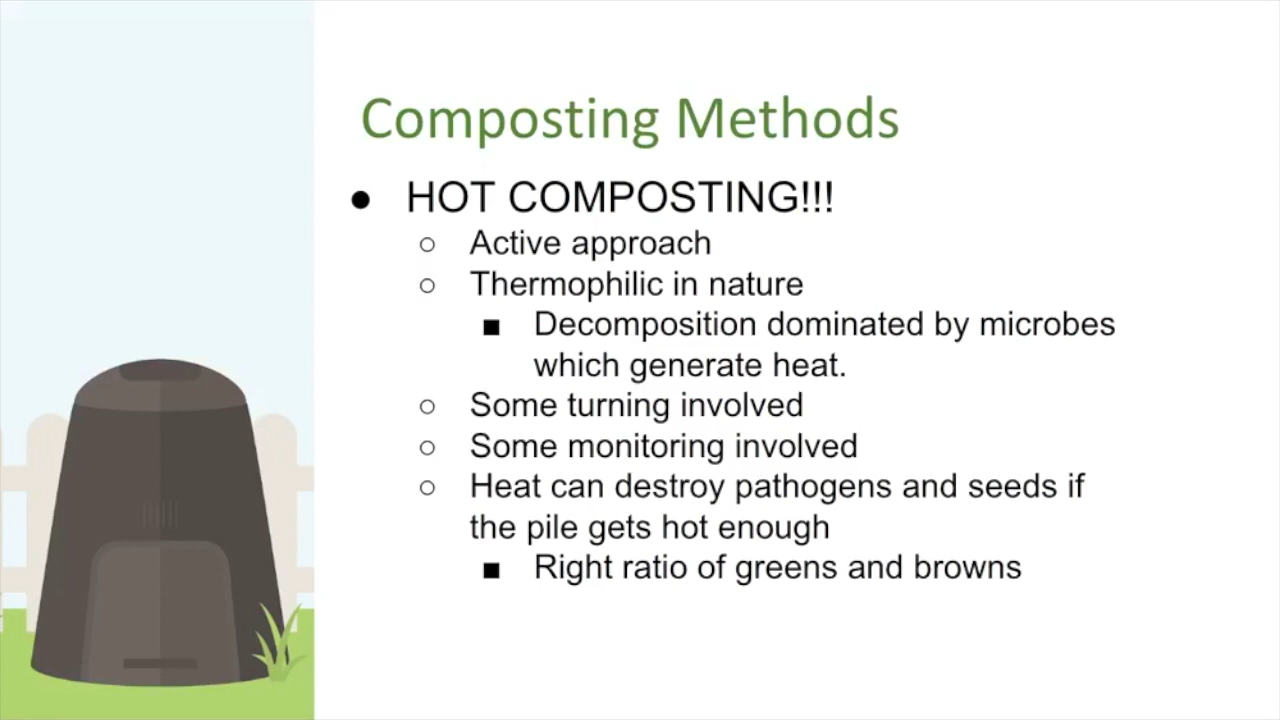 Composting Methods
● HOT COMPOSTING!!!
○ Active approach
○ Thermophilic in nature
■ Decomposition dominated by microbes
which generate heat.
○ Some turning involved
○ Some monitoring involved
○ Heat can destroy pathogens and seeds if
the pile gets hot enough
■ Right ratio of greens and browns